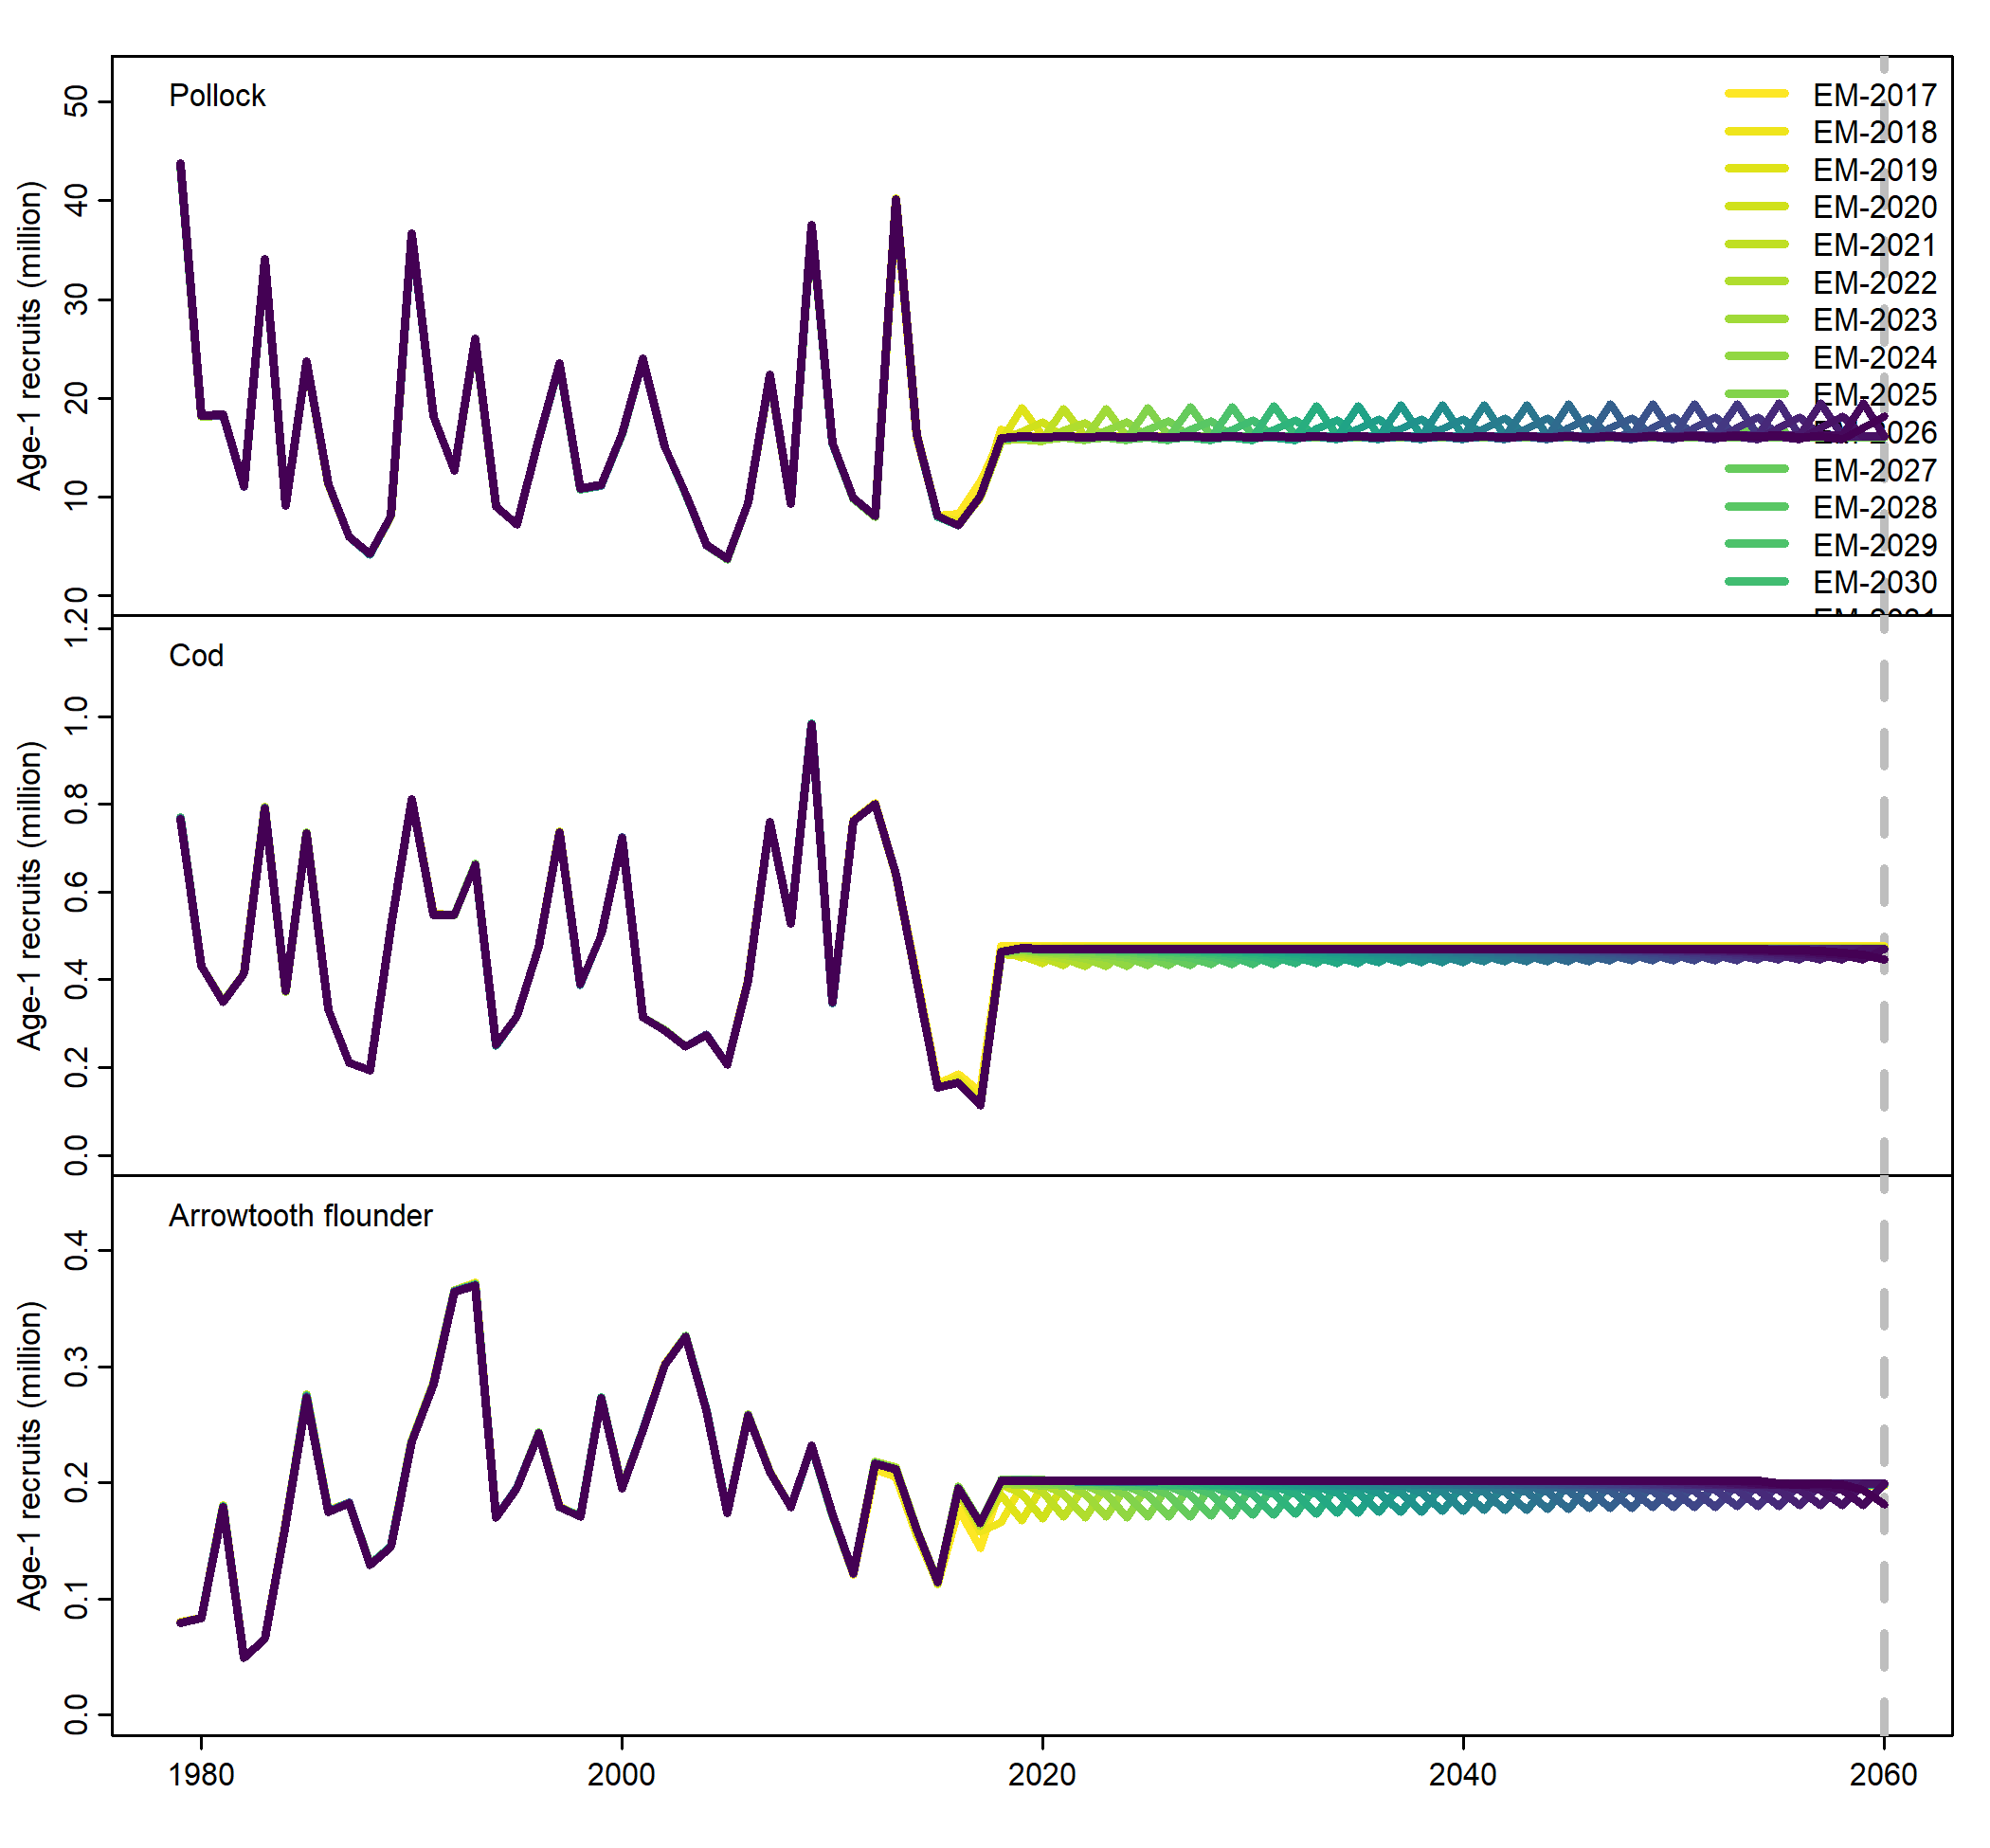 Pollock
Age-1 recruits (million)
50
40
30
20
10
0
EM-2017
EM-2018
EM-2019
EM-2020
EM-2021
EM-2022
EM-2023
EM-2024
EM-2025
2026
EM-2027
EM-2028
EM-2029
EM-2030
Cod
Age-1 recruits (million)
1.2
1.0
0.8
0.6
0.4
0.2
0.0
Arrowtooth flounder
Age-1 recruits (million)
0.4
0.3
0.2
0.1
0.0
1980 2000 2020 2040 2060